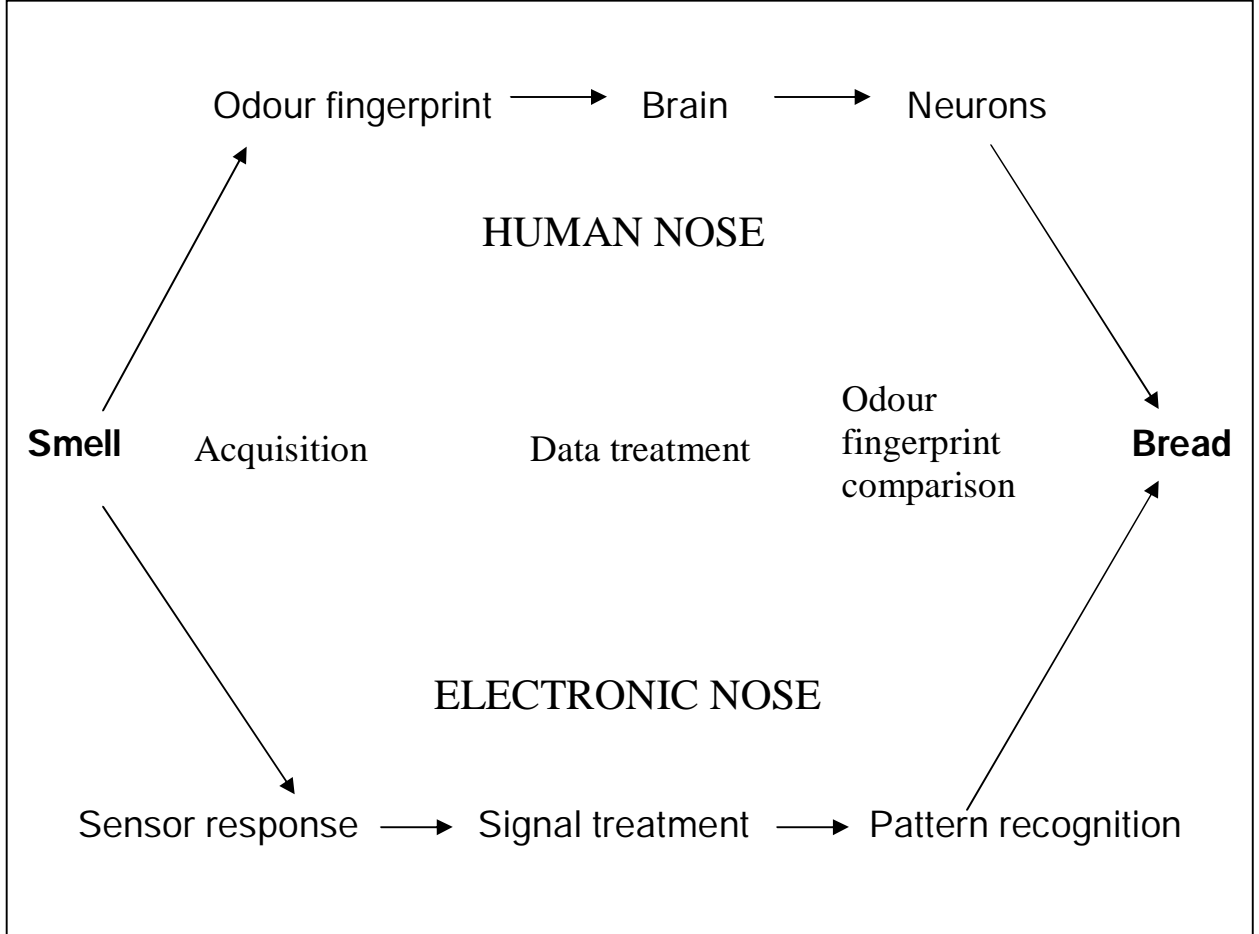 Odour fingerprint Brain Neurons
HUMAN NOSE
Smell Acquisition Data treatment Odour fingerprint comparison Bread
ELECTRONIC NOSE
Sensor response Signal treatment Pattern recognition